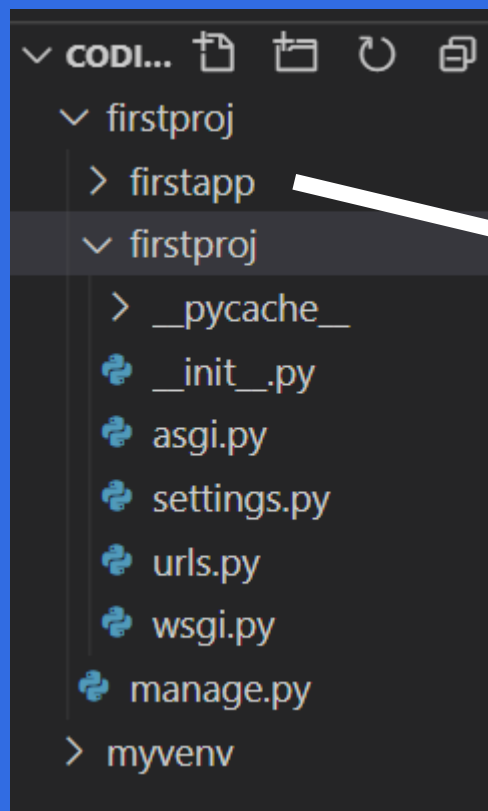 CODI...
firstproj
firstapp
firstproj
__pycache__
__init__.py
asgi.py
settings.py
urls.py
wsgi.py
manage.py
myvenv